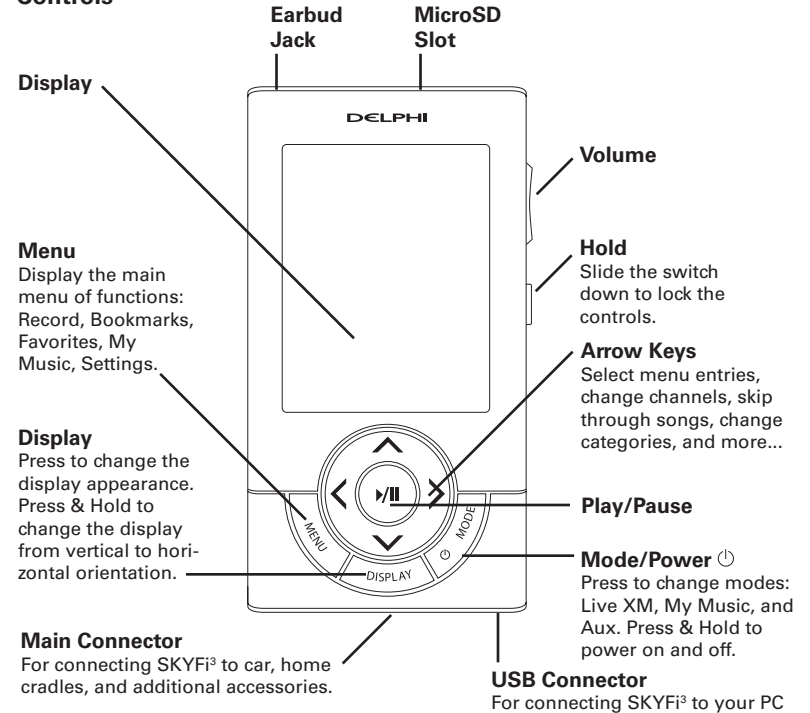 Controls
Earbud
Jack
MicroSD
Slot
Display
DELPHI
Volume
Menu
Display the main
menu of functions:
Record, Bookmarks,
Favorites, My
Music, Settings.
Hold
Slide the switch
down to lock the
controls.
Arrow Keys
Select menu entries,
change channels, skip
through songs, change
categories, and more...
Display
Press to change the
display appearance.
Press & Hold to
change the display
from vertical to hori-
zontal orientation.
MENU
DISPLAY
MODE
Play/Pause
Mode/Power
Press to change modes:
Live XM, My Music, and
Aux. Press & Hold to
power on and off.
Main Connector
For connecting SKYFi³ to car, home
cradles, and additional accessories.
USB Connector
For connecting SKYFi³ to your PC